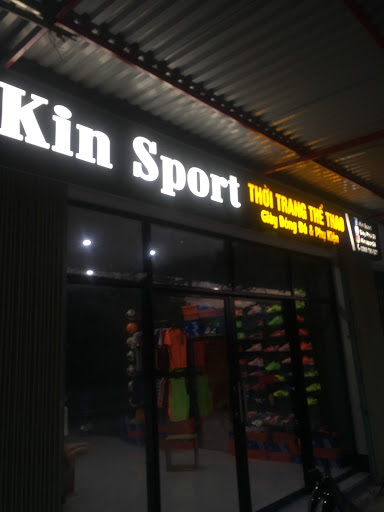 Kin Sport
THỜI TRANG THỂ THAO
Giày Bóng Đá & Phụ Kiện